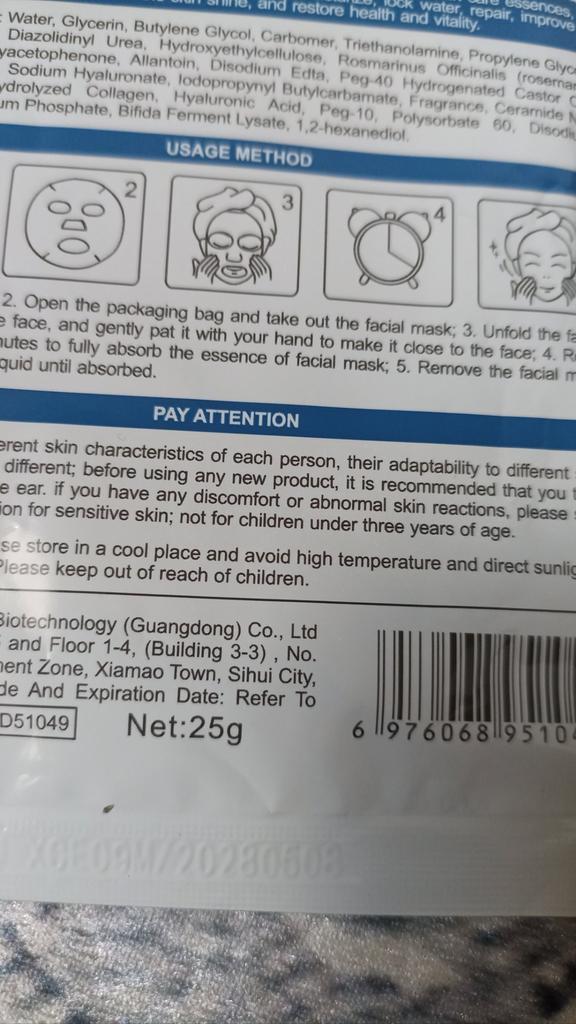 shine, and restore health and vitality.
lock water, repair, improve
essences,
Water, Glycerin, Butylene Glycol, Carbomer, Triethanolamine, Propylene Glyc
Diazolidinyl Urea, Hydroxyethylcellulose, Rosmarinus Officinalis (rosemar
yacetophenone, Allantoin, Disodium Edta, Peg-40 Hydrogenated Castor
Sodium Hyaluronate, Iodopropynyl Butylcarbamate, Fragrance, Ceramide
ydrolyzed Collagen, Hyaluronic Acid, Peg-10, Polysorbate 60, Disodi
um Phosphate, Bifida Ferment Lysate, 1,2-hexanediol.
USAGE METHOD
2
3
4
2. Open the packaging bag and take out the facial mask; 3. Unfold the fa
e face, and gently pat it with your hand to make it close to the face; 4. R
nutes to fully absorb the essence of facial mask; 5. Remove the facial m
quid until absorbed.
PAY ATTENTION
erent skin characteristics of each person, their adaptability to different
different; before using any new product, it is recommended that you t
e ear. if you have any discomfort or abnormal skin reactions, please
ion for sensitive skin; not for children under three years of age.
se store in a cool place and avoid high temperature and direct sunlig
Please keep out of reach of children.
Biotechnology (Guangdong) Co., Ltd
and Floor 1-4, (Building 3-3) , No.
ment Zone, Xiamao Town, Sihui City,
de And Expiration Date: Refer To
D51049
Net:25g
6 976068 9510
XGE09M/20280508